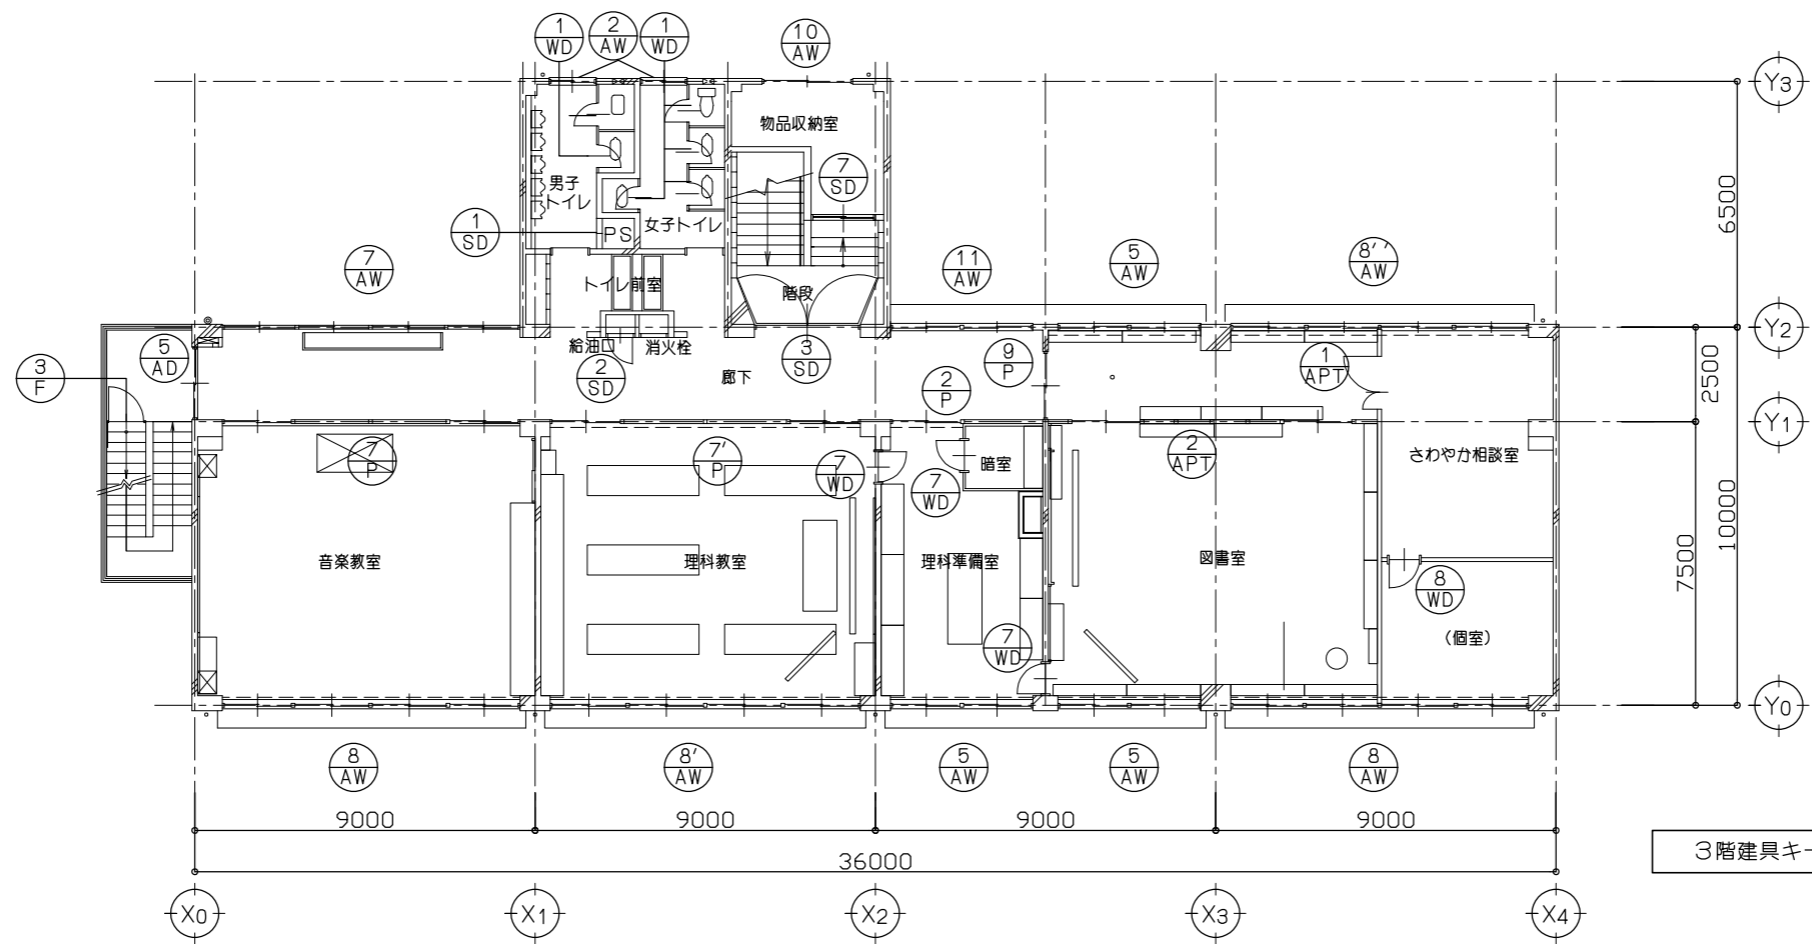 1
WD
2
AW
1
WD
10
AW
Y3
物品収納室
7
SD
男子
トイレ
女子トイレ
1
SD
PS
6500
7
AW
トイレ前室
階段
11
AW
5
AW
8''
AW
5
AD
給油口
消火栓
Y2
3
F
2
SD
廊下
3
SD
9
P
2
P
1
APT
2500
Y1
7
P
7'
P
7
WD
7
WD
暗室
2
APT
さわやか相談室
音楽教室
理科教室
理科準備室
図書室
7500
10000
8
WD
7
WD
(個室)
Y0
8
AW
8'
AW
5
AW
5
AW
8
AW
9000
9000
9000
9000
36000
3階建具キ
X0
X1
X2
X3
X4